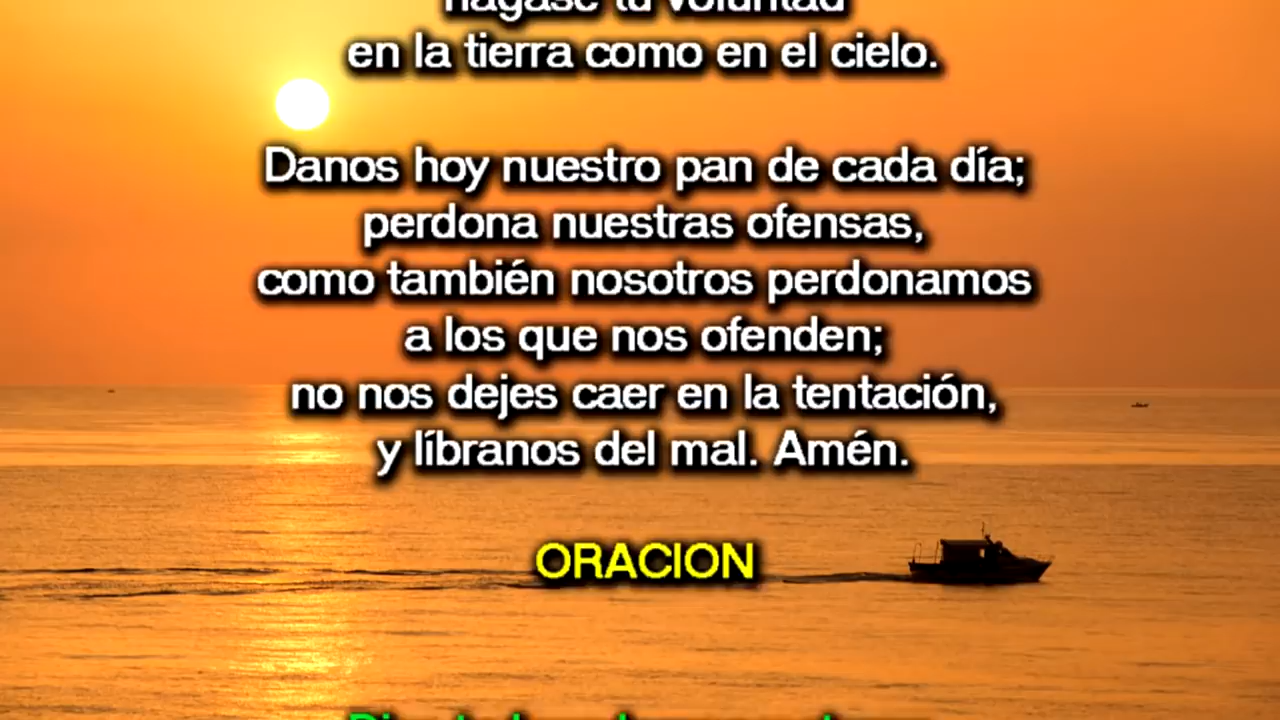 hágase tu voluntad
en la tierra como en el cielo.
Danos hoy nuestro pan de cada día;
perdona nuestras ofensas,
como también nosotros perdonamos
a los que nos ofenden;
no nos dejes caer en la tentación,
y líbranos del mal. Amén.
ORACION